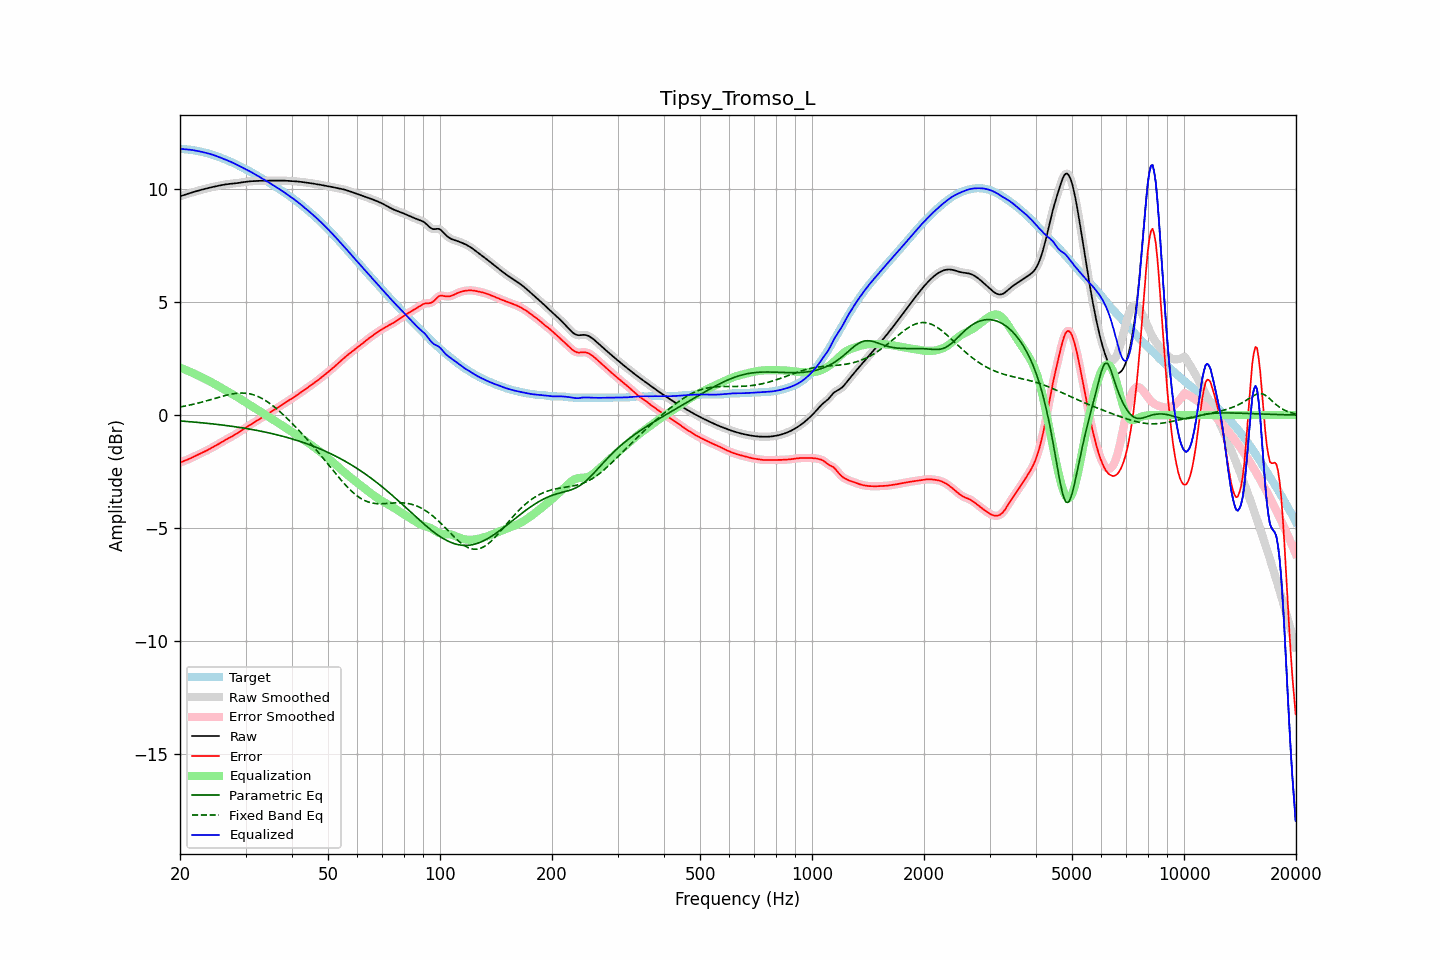 Tipsy_Tromso_L
Amplitude (dBr)
10
5
0
−5
−10
−15
Target
Raw Smoothed
Error Smoothed
Raw
Error
Equalization
Parametric Eq
Fixed Band Eq
Equalized
20 50 100 200 500 1000 2000 5000 10000 20000
Frequency (Hz)